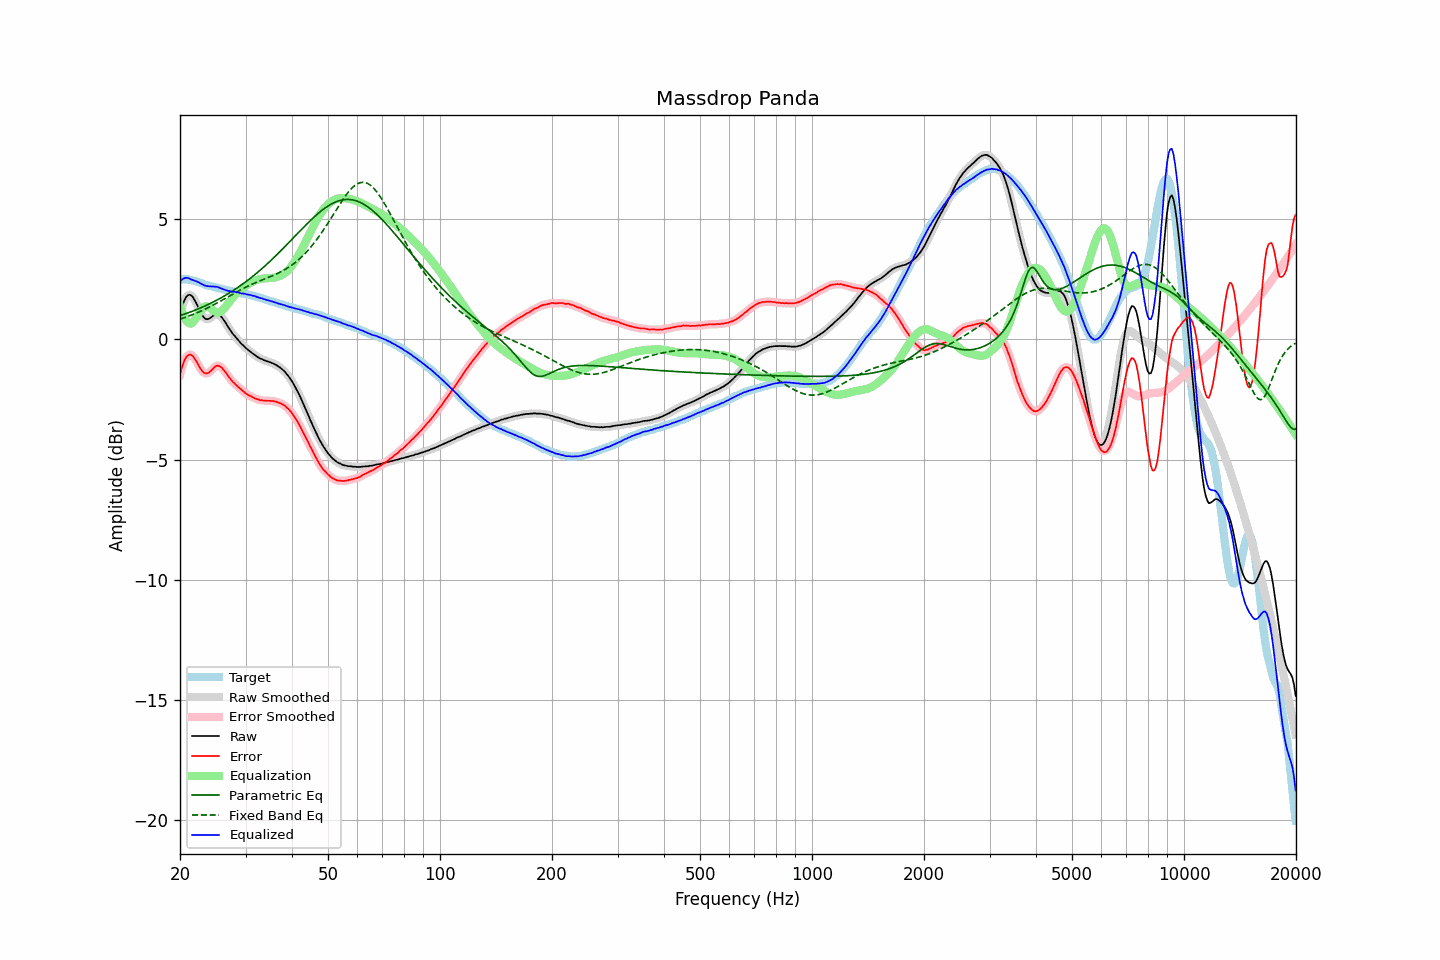 Massdrop Panda
Amplitude (dBr)
5
0
−5
−10
−15
−20
Target
Raw Smoothed
Error Smoothed
Raw
Error
Equalization
Parametric Eq
Fixed Band Eq
Equalized
20 50 100 200 500 1000 2000 5000 10000 20000
Frequency (Hz)